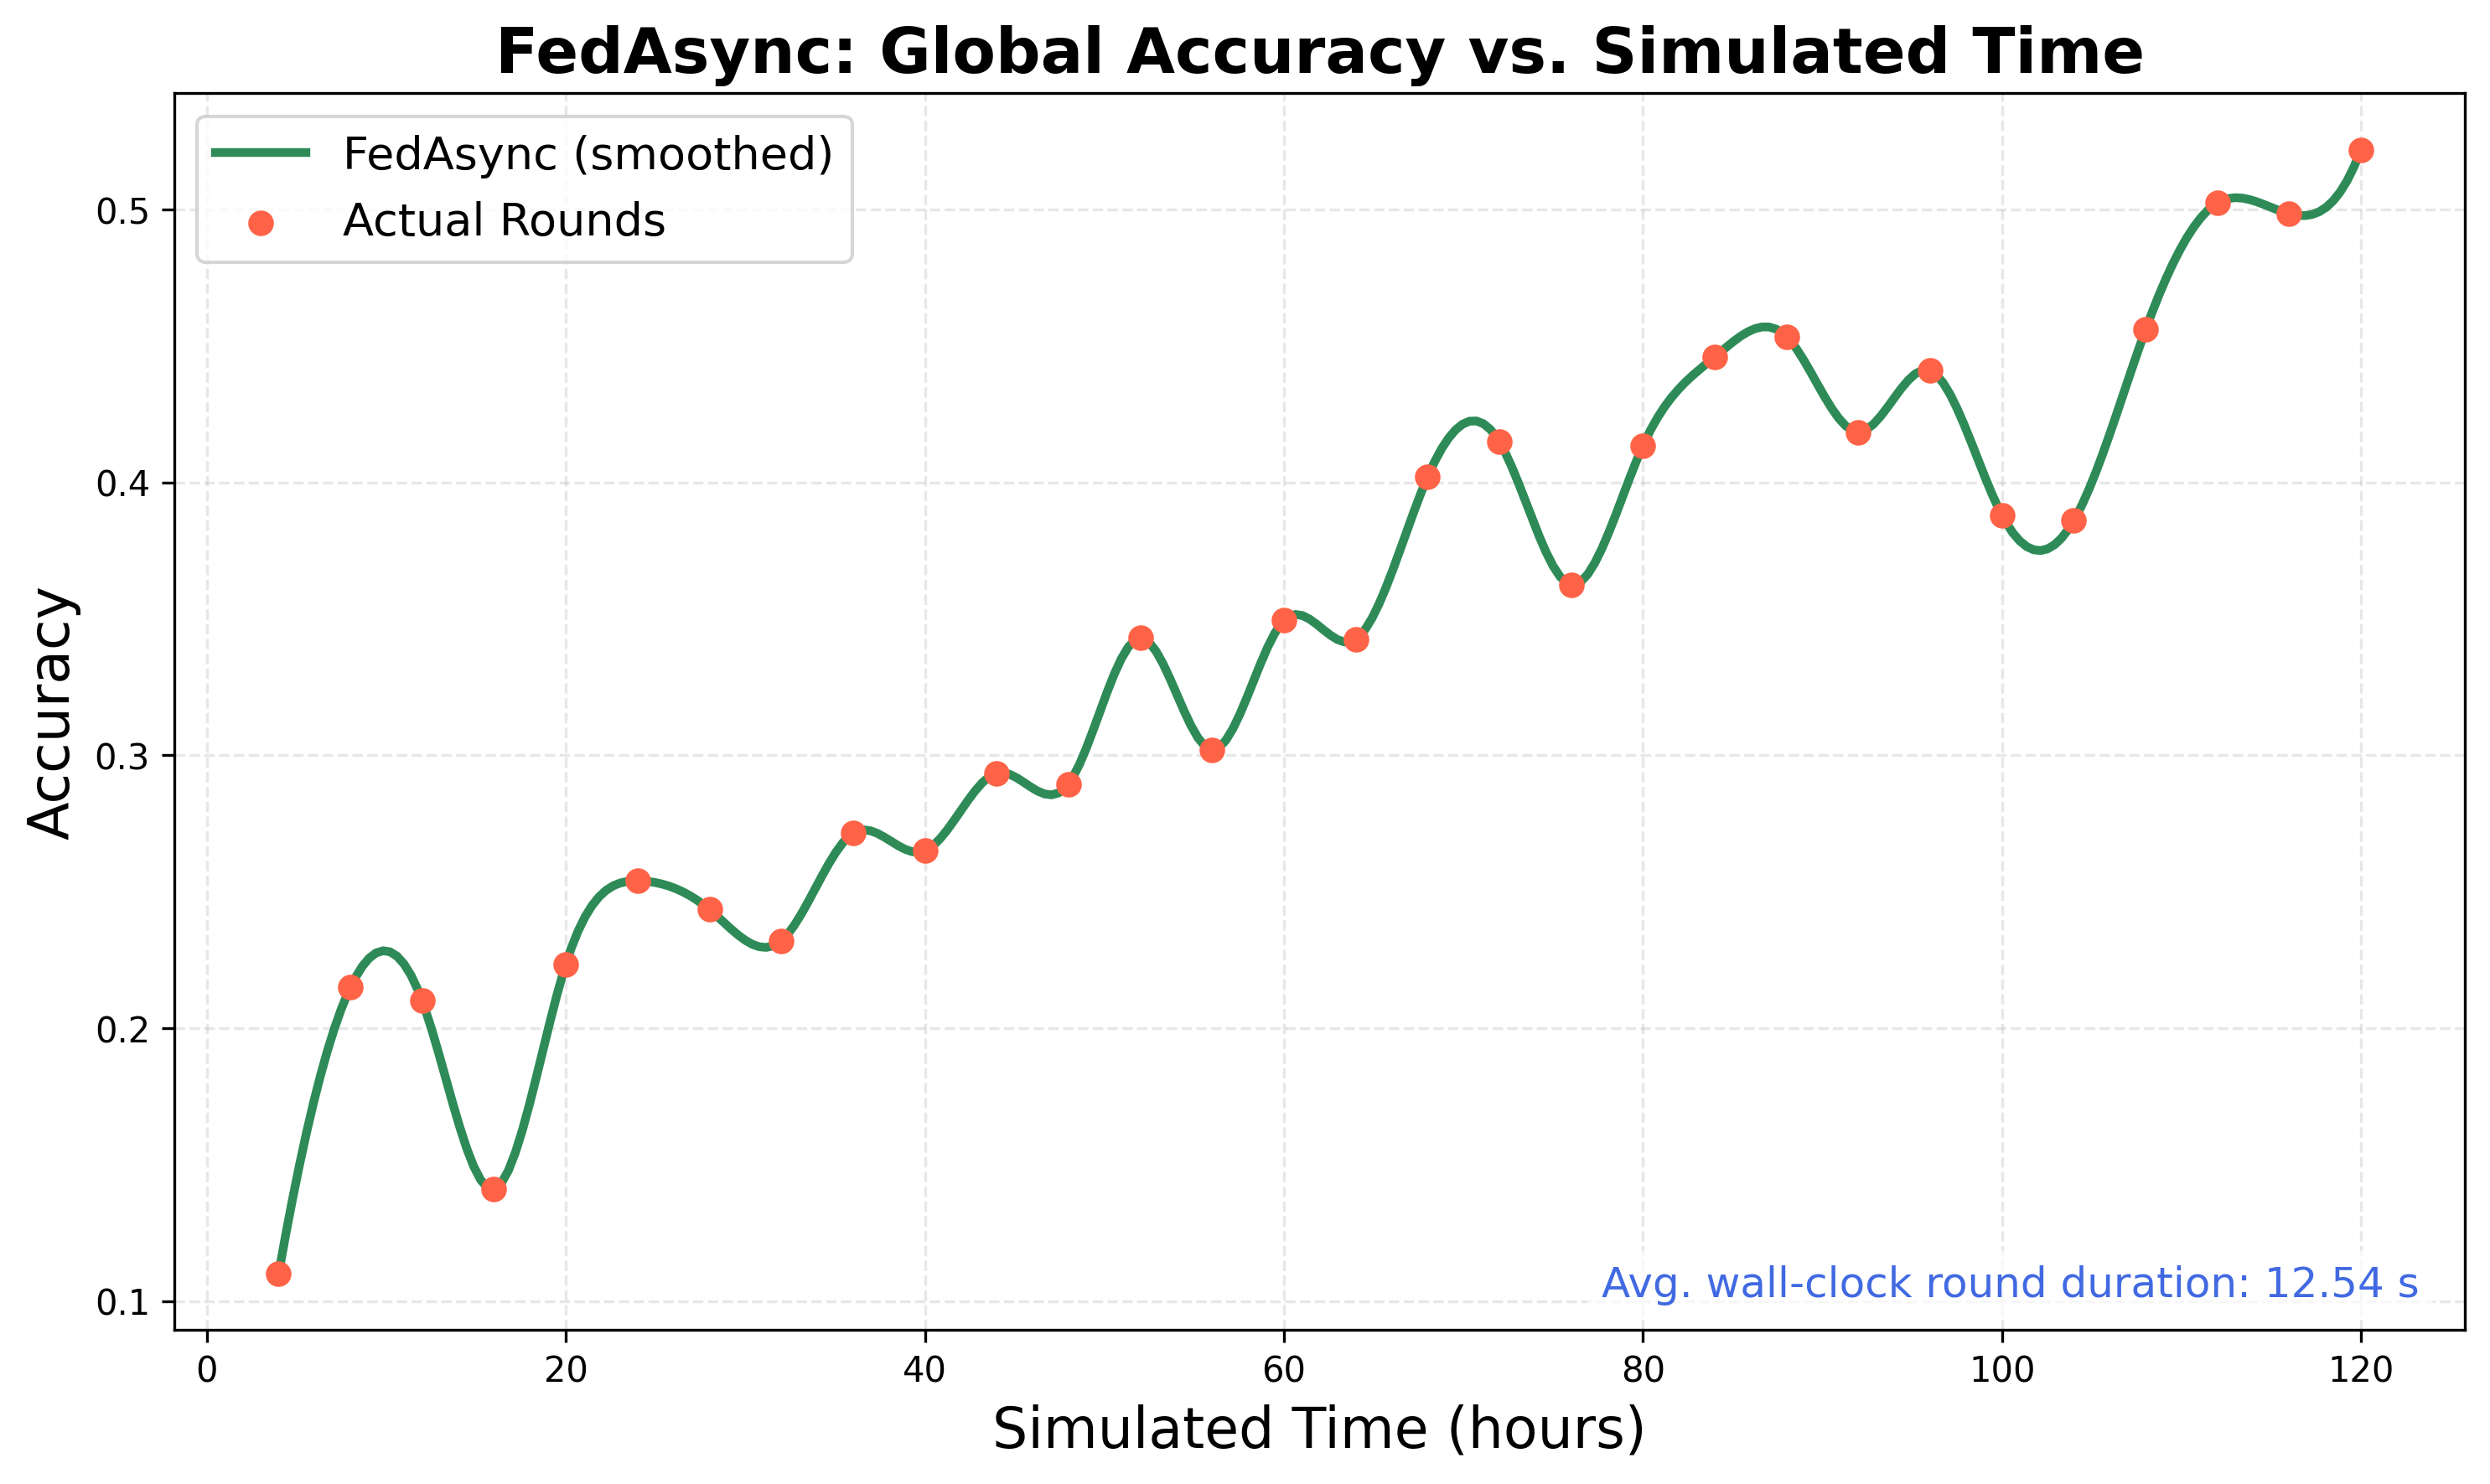 FedAsync: Global Accuracy vs. Simulated Time
FedAsync (smoothed)
Actual Rounds
Accuracy
0.5
0.4
0.3
0.2
0.1
Avg. wall-clock round duration: 12.54 s
0 20 40 60 80 100 120
Simulated Time (hours)